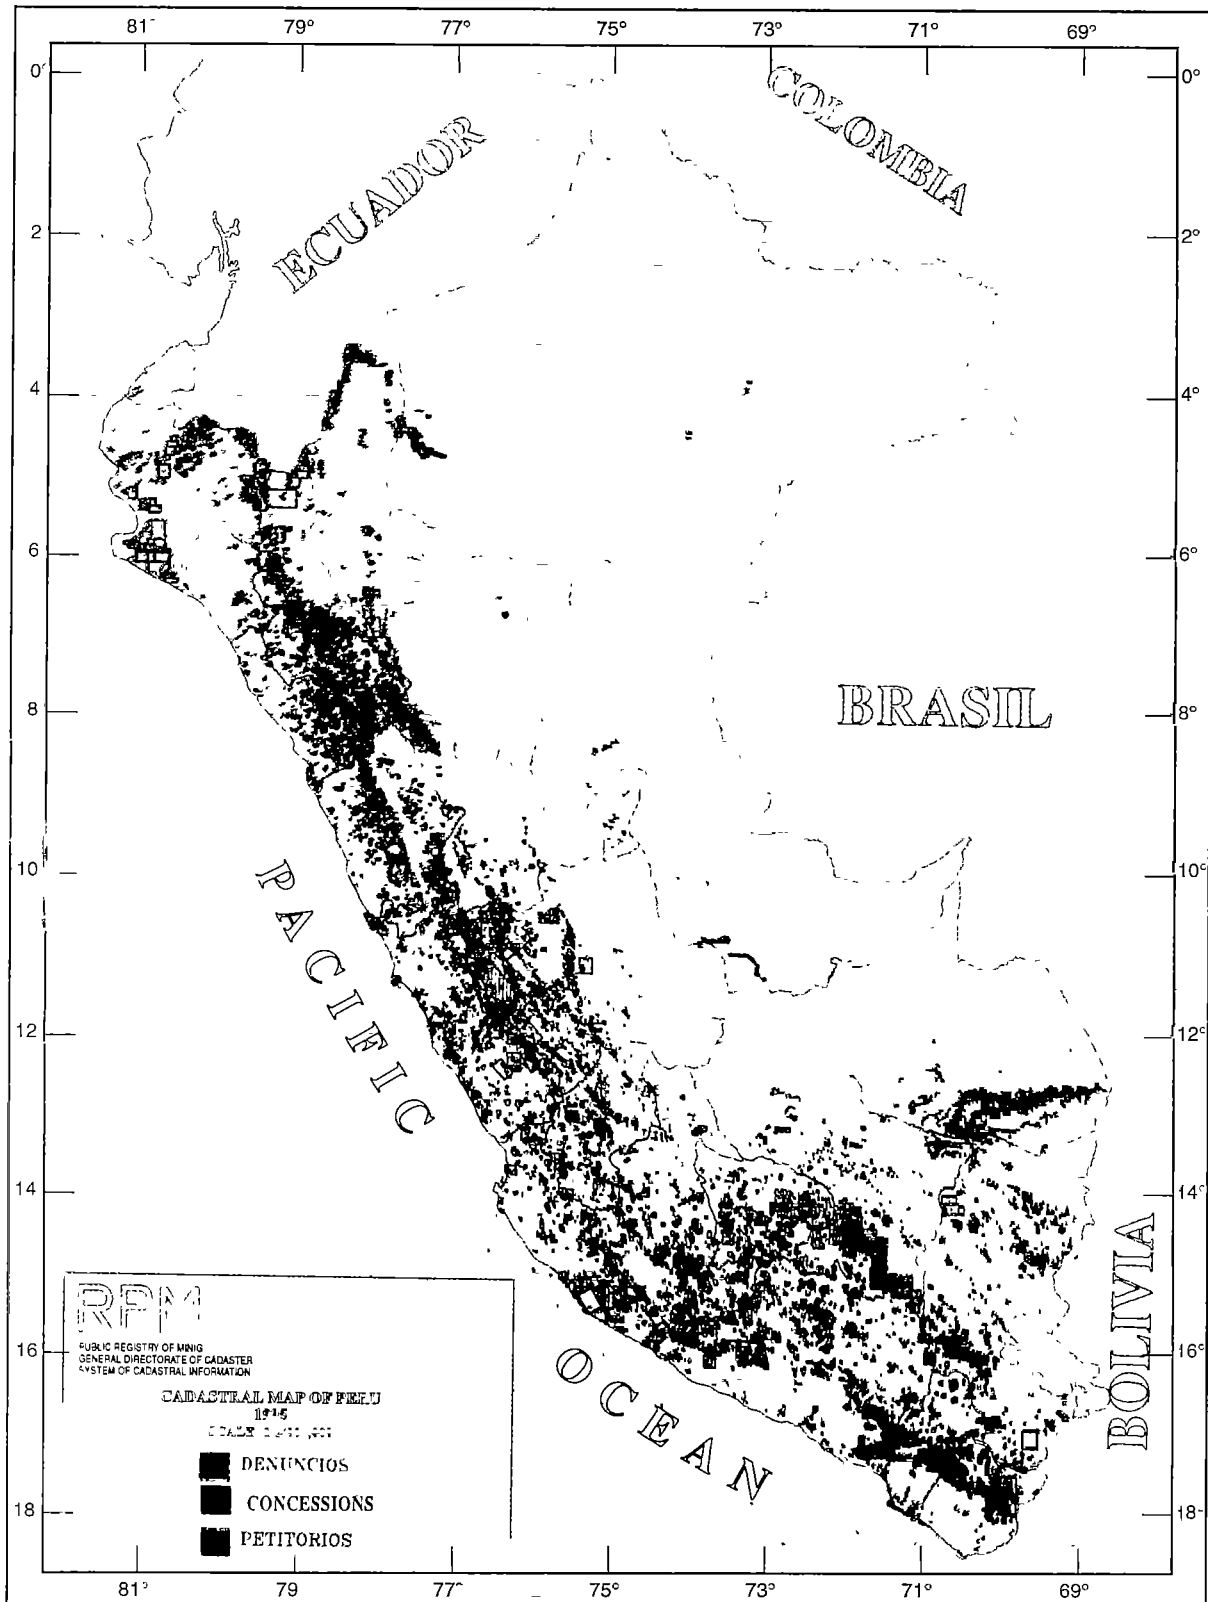 81° 79° 77° 75° 73° 71° 69°
0° 0°
COLOMBIA
ECUADOR
2 2°
4 4°
6 6°
BRASIL
8 8°
10 10°
PACIFIC
12 12°
14 14°
BOLIVIA
RPM
PUBLIC REGISTRY OF MINIG
GENERAL DIRECTORATE OF CADASTER
SYSTEM OF CADASTRAL INFORMATION
16 16°
OCEAN
CADASTRAL MAP OF
SCALE
DENUNCIOS
CONCESSIONS
PETITORIOS
18 18°
81° 79° 77° 75° 73° 71° 69°